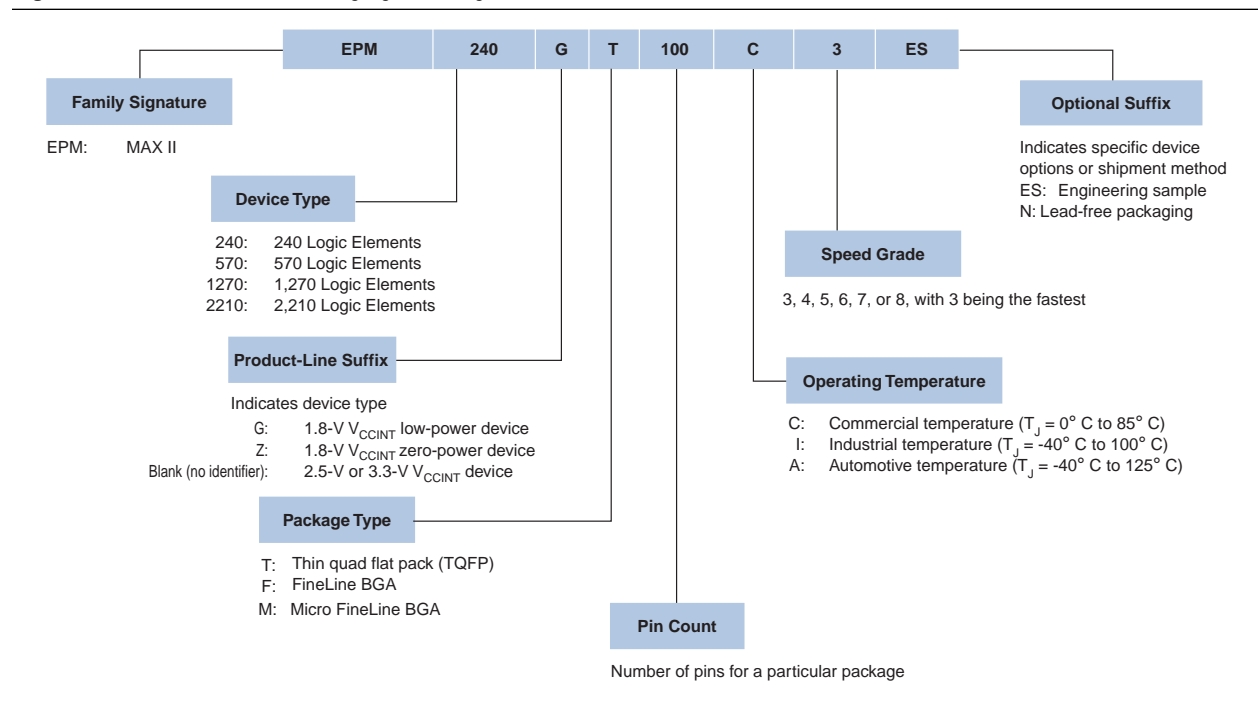 EPM 240 G T 100 C 3 ES
Family Signature
EPM: MAX II
Optional Suffix
Indicates specific device
options or shipment method
ES: Engineering sample
N: Lead-free packaging
Device Type
240: 240 Logic Elements
570: 570 Logic Elements
1270: 1,270 Logic Elements
2210: 2,210 Logic Elements
Speed Grade
3, 4, 5, 6, 7, or 8, with 3 being the fastest
Product-Line Suffix
Indicates device type
G: 1.8-V VCCINT low-power device
Z: 1.8-V VCCINT zero-power device
Blank (no identifier): 2.5-V or 3.3-V VCCINT device
Operating Temperature
C: Commercial temperature (TJ = 0° C to 85° C)
I: Industrial temperature (TJ = -40° C to 100° C)
A: Automotive temperature (TJ = -40° C to 125° C)
Package Type
T: Thin quad flat pack (TQFP)
F: FineLine BGA
M: Micro FineLine BGA
Pin Count
Number of pins for a particular package